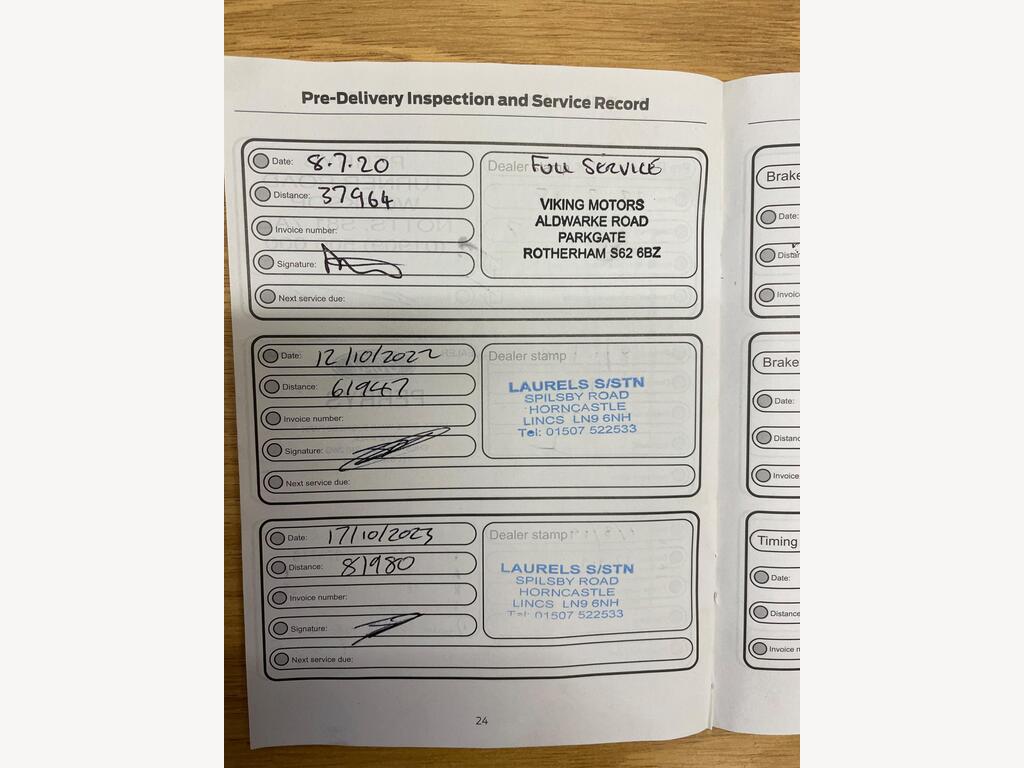 Pre-Delivery Inspection and Service Record
Date: 8.7.20
Distance: 37964
Invoice number:
Signature:
Next service due:
Dealer stamp
FULL SERVICE
VIKING MOTORS
ALDWARKE ROAD
PARKGATE
ROTHERHAM S62 6BZ
Date: 12/10/2022
Distance: 61947
Invoice number:
Signature:
Next service due:
Dealer stamp
LAURELS S/STN
SPILSBY ROAD
HORNCASTLE
LINCS LN9 6NH
Tel: 01507 522533
Date: 17/10/2023
Distance: 81980
Invoice number:
Signature:
Next service due:
Dealer stamp
LAURELS S/STN
SPILSBY ROAD
HORNCASTLE
LINCS LN9 6NH
Tel: 01507 522533
24
Brake
Date:
Distan
Invoic
Brake
Date:
Distanc
Invoice
Timing
Date:
Distance
Invoice n